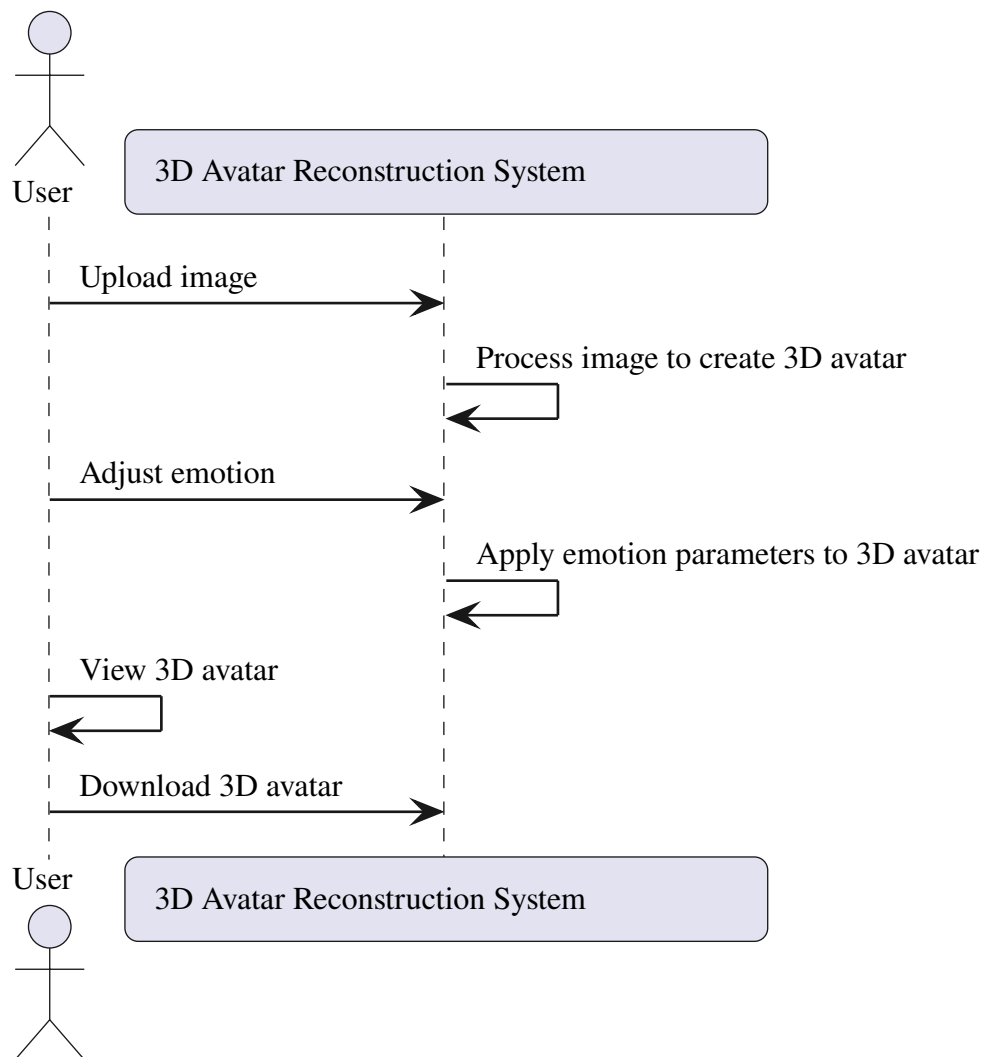 User
3D Avatar Reconstruction System
Upload image
Process image to create 3D avatar
Adjust emotion
Apply emotion parameters to 3D avatar
View 3D avatar
Download 3D avatar
User
3D Avatar Reconstruction System